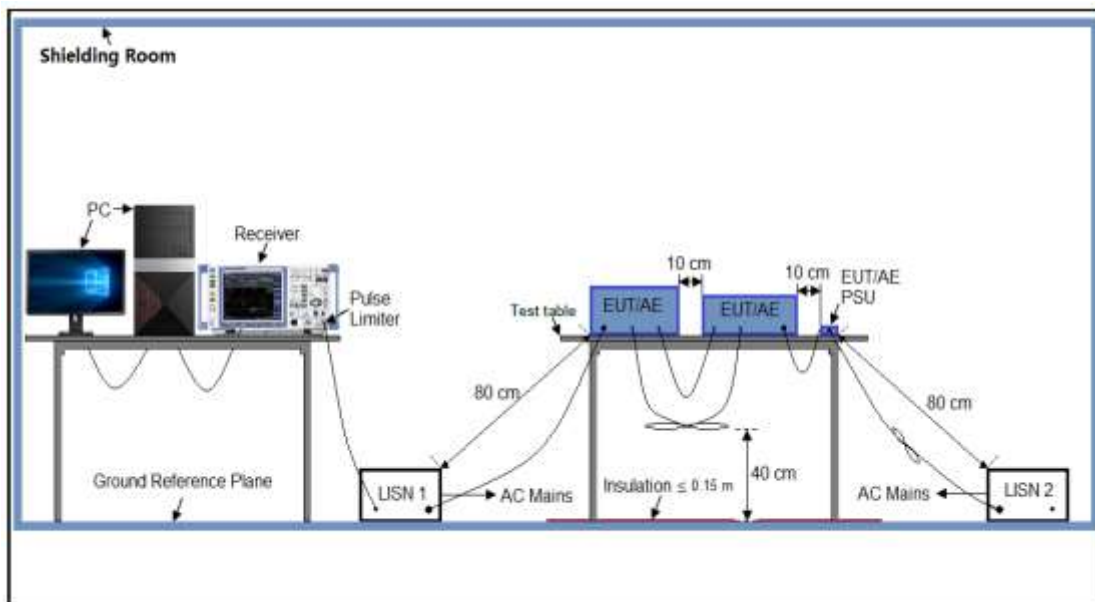 Shielding Room
PC
Receiver
Pulse
Limiter
Test table
EUT/AE
10 cm
EUT/AE
10 cm
EUT/AE
PSU
80 cm
80 cm
40 cm
Ground Reference Plane
LISN 1
AC Mains
Insulation ≤ 0.15 m
AC Mains
LISN 2